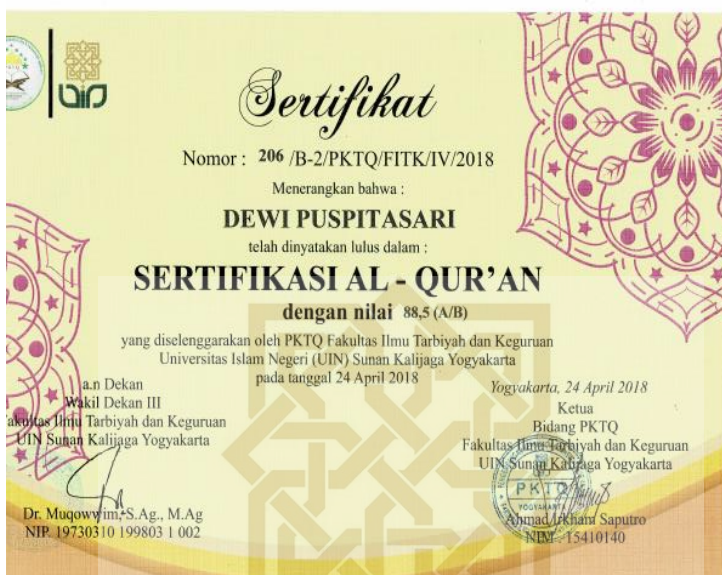 Sertifikat
Nomor : 206 /B-2/PKTQ/FITK/IV/2018
Menerangkan bahwa :
DEWI PUSPITASARI
telah dinyatakan lulus dalam :
SERTIFIKASI AL - QUR'AN
dengan nilai 88,5 (A/B)
yang diselenggarakan oleh PKTQ Fakultas Ilmu Tarbiyah dan Keguruan
Universitas Islam Negeri (UIN) Sunan Kalijaga Yogyakarta
pada tanggal 24 April 2018
a.n Dekan
Wakil Dekan III
Fakultas Ilmu Tarbiyah dan Keguruan
UIN Sunan Kalijaga Yogyakarta
Dr. Muqowwim, S.Ag., M.Ag
NIP. 19730310 199803 1 002
Yogyakarta, 24 April 2018
Ketua
Bidang PKTQ
Fakultas Ilmu Tarbiyah dan Keguruan
UIN Sunan Kalijaga Yogyakarta
PKTQ
YOGYAKARTA
Ahmad Irkham Saputro
NIM : 15410140